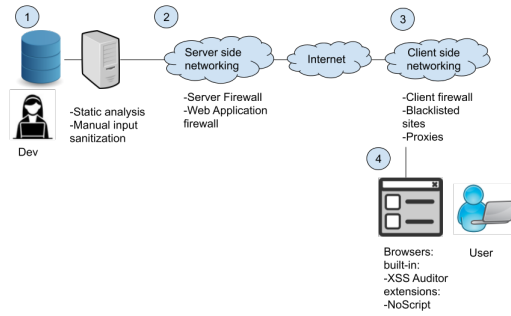 1
2
3
Server side
networking
Internet
Client side
networking
-Static analysis
-Manual input
sanitization
Dev
-Server Firewall
-Web Application
firewall
-Client firewall
-Blacklisted
sites
-Proxies
4
Browsers:
built-in:
-XSS Auditor
extensions:
-NoScript
User